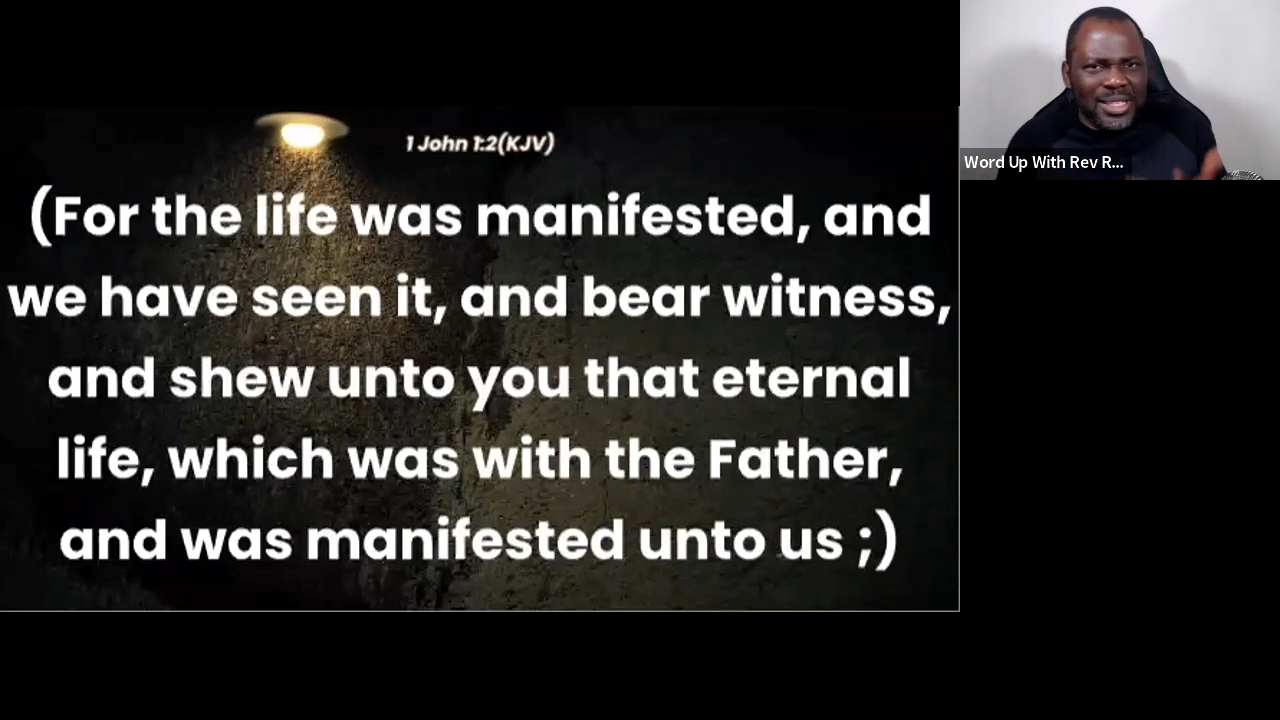 1 John 1:2(KJV)
(For the life was manifested, and
we have seen it, and bear witness,
and shew unto you that eternal
life, which was with the Father,
and was manifested unto us ;)
Word Up With Rev R...